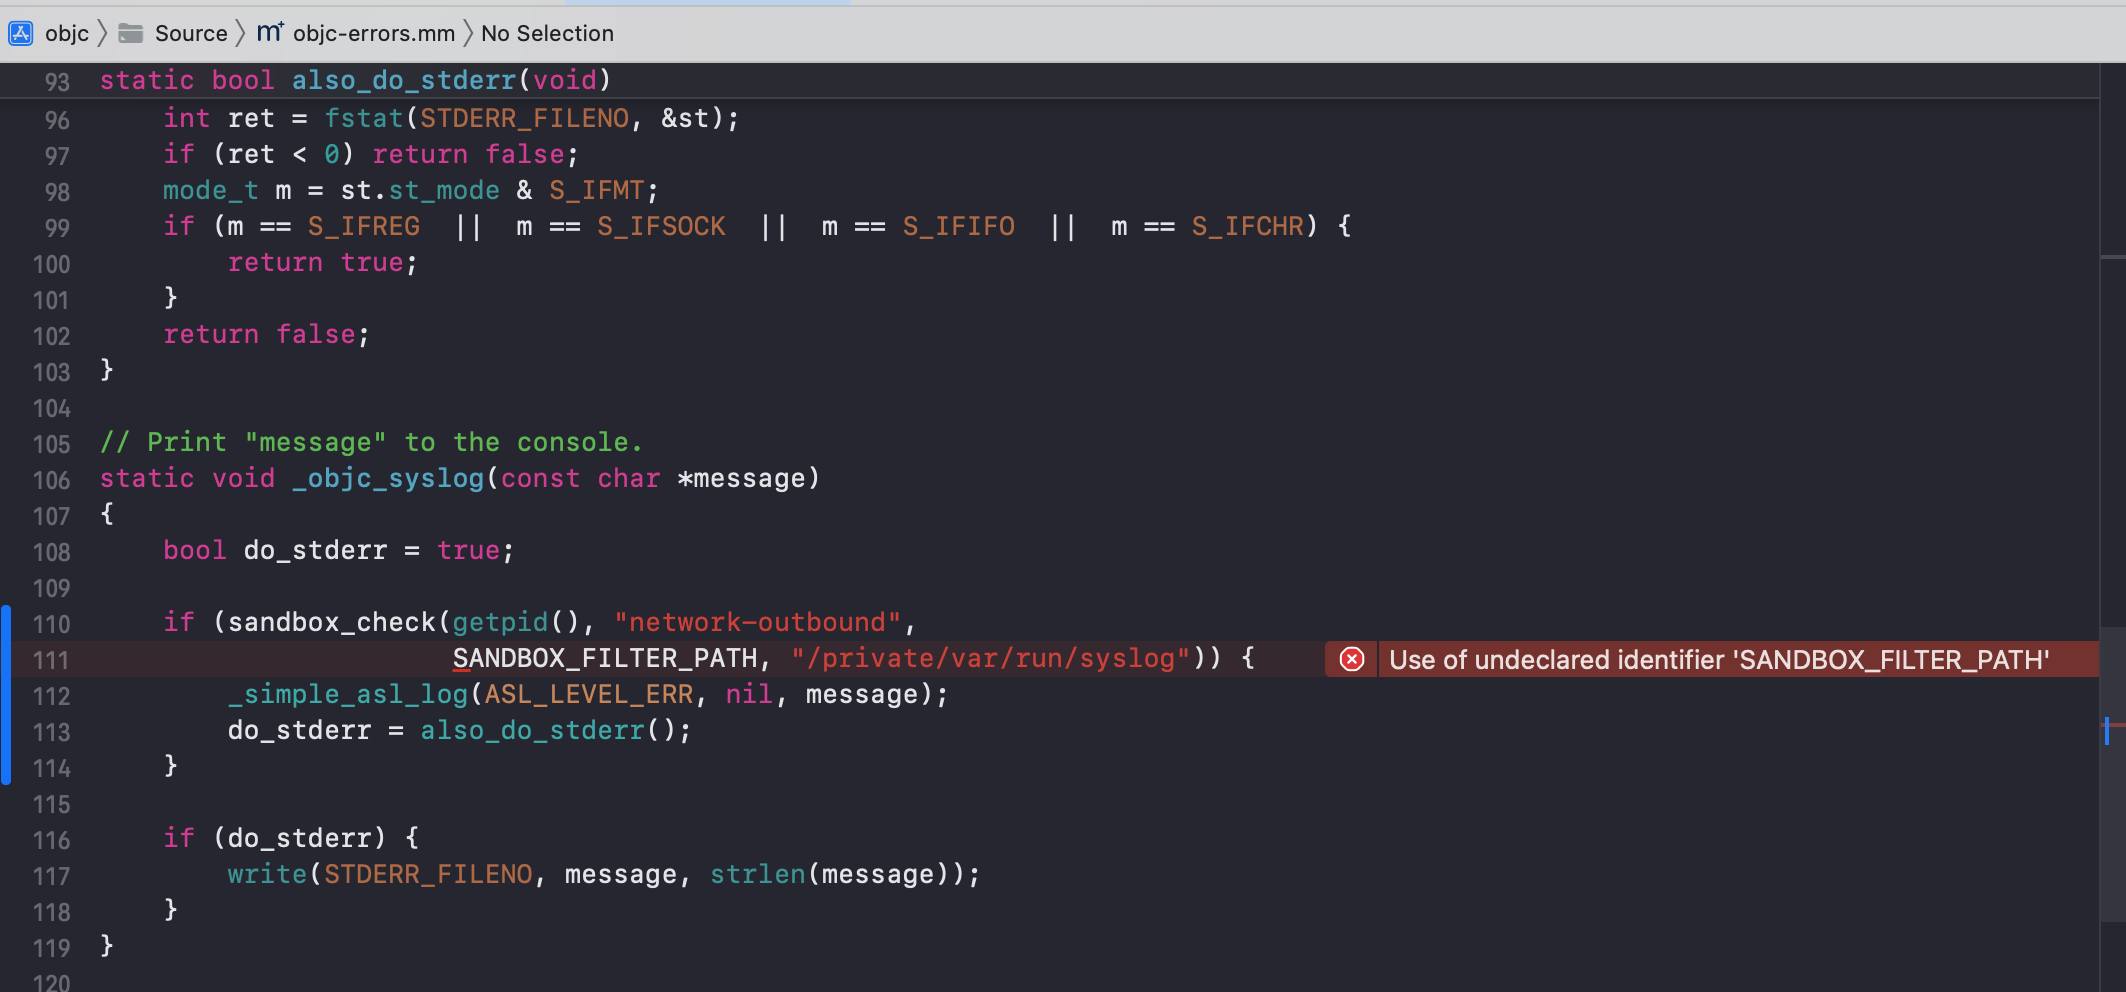 objc 〉 Source 〉 m+ objc-errors.mm 〉 No Selection
93 static bool also_do_stderr(void)
96     int ret = fstat(STDERR_FILENO, &st);
97     if (ret < 0) return false;
98     mode_t m = st.st_mode & S_IFMT;
99     if (m == S_IFREG  ||  m == S_IFSOCK  ||  m == S_IFIFO  ||  m == S_IFCHR) {
100         return true;
101     }
102     return false;
103 }
104
105 // Print "message" to the console.
106 static void _objc_syslog(const char *message)
107 {
108     bool do_stderr = true;
109
110     if (sandbox_check(getpid(), "network-outbound",
111                       SANDBOX_FILTER_PATH, "/private/var/run/syslog")) { Use of undeclared identifier 'SANDBOX_FILTER_PATH'
112         _simple_asl_log(ASL_LEVEL_ERR, nil, message);
113         do_stderr = also_do_stderr();
114     }
115
116     if (do_stderr) {
117         write(STDERR_FILENO, message, strlen(message));
118     }
119 }
120